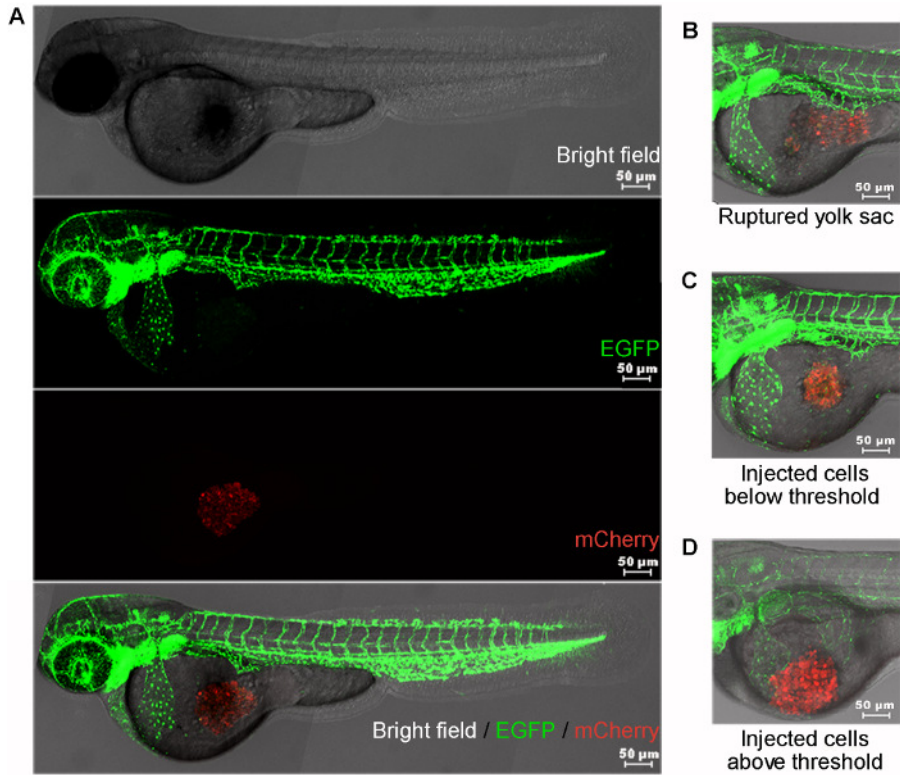 A
Bright field
50 µm
EGFP
50 µm
mCherry
50 µm
Bright field / EGFP / mCherry
50 µm
B
50 µm
Ruptured yolk sac
C
50 µm
Injected cells
below threshold
D
50 µm
Injected cells
above threshold